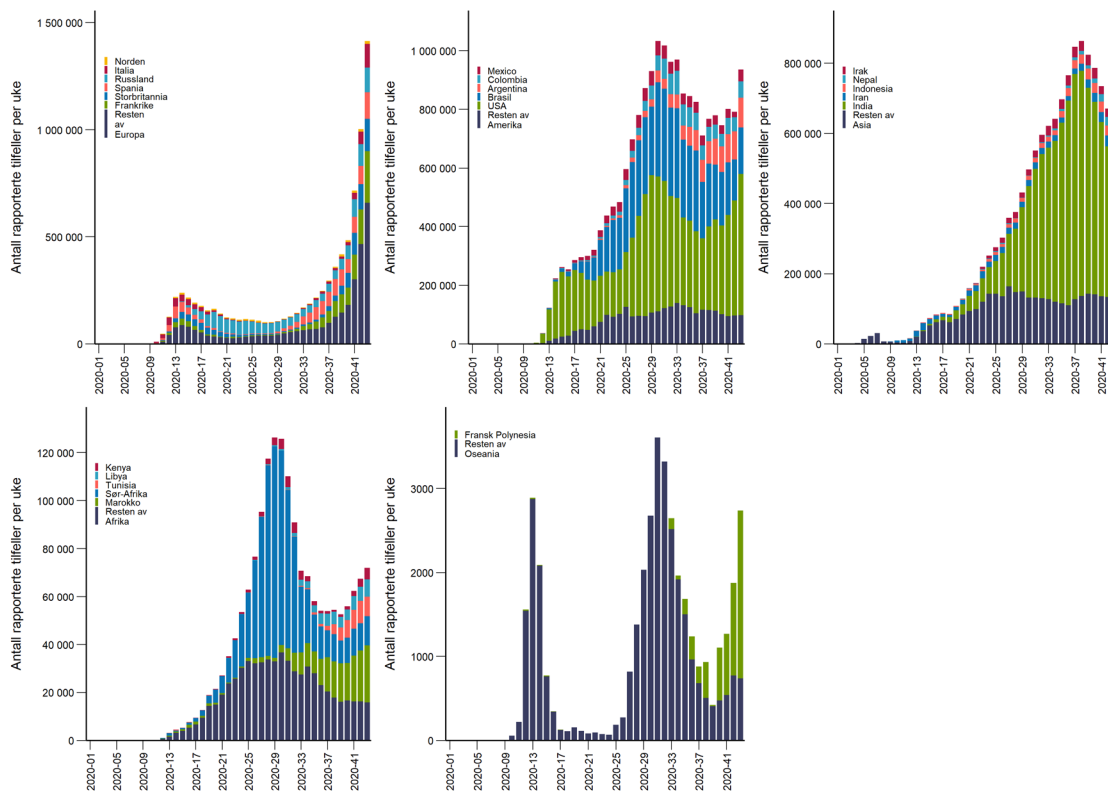 Antall rapporterte tilfeller per uke
1 500 000
1 000 000
500 000
0
Norden
Italia
Russland
Spania
Storbritannia
Frankrike
Resten
av
Europa
2020-01
2020-05
2020-09
2020-13
2020-17
2020-21
2020-25
2020-29
2020-33
2020-37
2020-41
Antall rapporterte tilfeller per uke
1 000 000
800 000
600 000
400 000
200 000
0
Mexico
Colombia
Argentina
Brasil
USA
Resten av
Amerika
2020-01
2020-05
2020-09
2020-13
2020-17
2020-21
2020-25
2020-29
2020-33
2020-37
2020-41
Antall rapporterte tilfeller per uke
800 000
600 000
400 000
200 000
0
Irak
Nepal
Indonesia
Iran
India
Resten av
Asia
2020-01
2020-05
2020-09
2020-13
2020-17
2020-21
2020-25
2020-29
2020-33
2020-37
2020-41
Antall rapporterte tilfeller per uke
120 000
100 000
80 000
60 000
40 000
20 000
0
Kenya
Libya
Tunisia
Sør-Afrika
Marokko
Resten av
Afrika
2020-01
2020-05
2020-09
2020-13
2020-17
2020-21
2020-25
2020-29
2020-33
2020-37
2020-41
Antall rapporterte tilfeller per uke
3000
2000
1000
0
Fransk Polynesia
Resten av
Oseania
2020-01
2020-05
2020-09
2020-13
2020-17
2020-21
2020-25
2020-29
2020-33
2020-37
2020-41